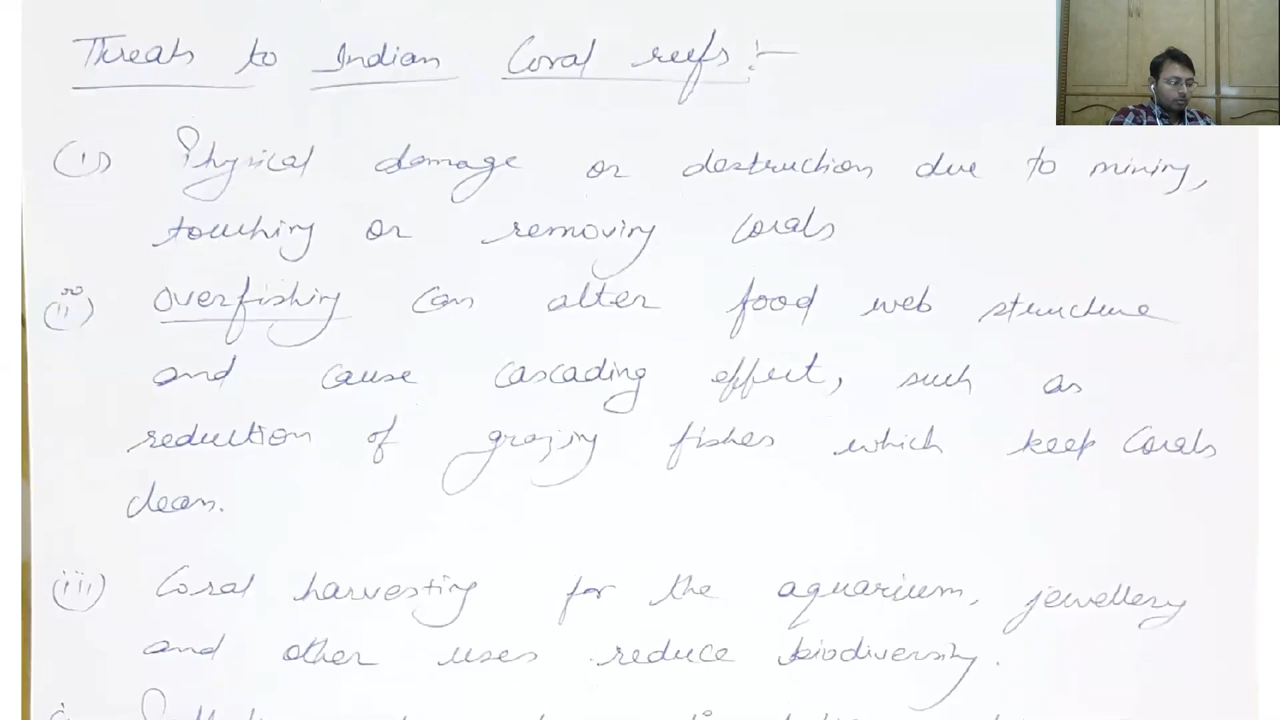 Threats to Indian Coral reefs :-
(i) Physical damage or destruction due to mining,
touching or removing corals
(ii) overfishing can alter food web structure
and cause cascading effect, such as
reduction of grazing fishes which keep corals
clean.
(iii) Coral harvesting for the aquarium, jewellery
and other uses reduce biodiversity.